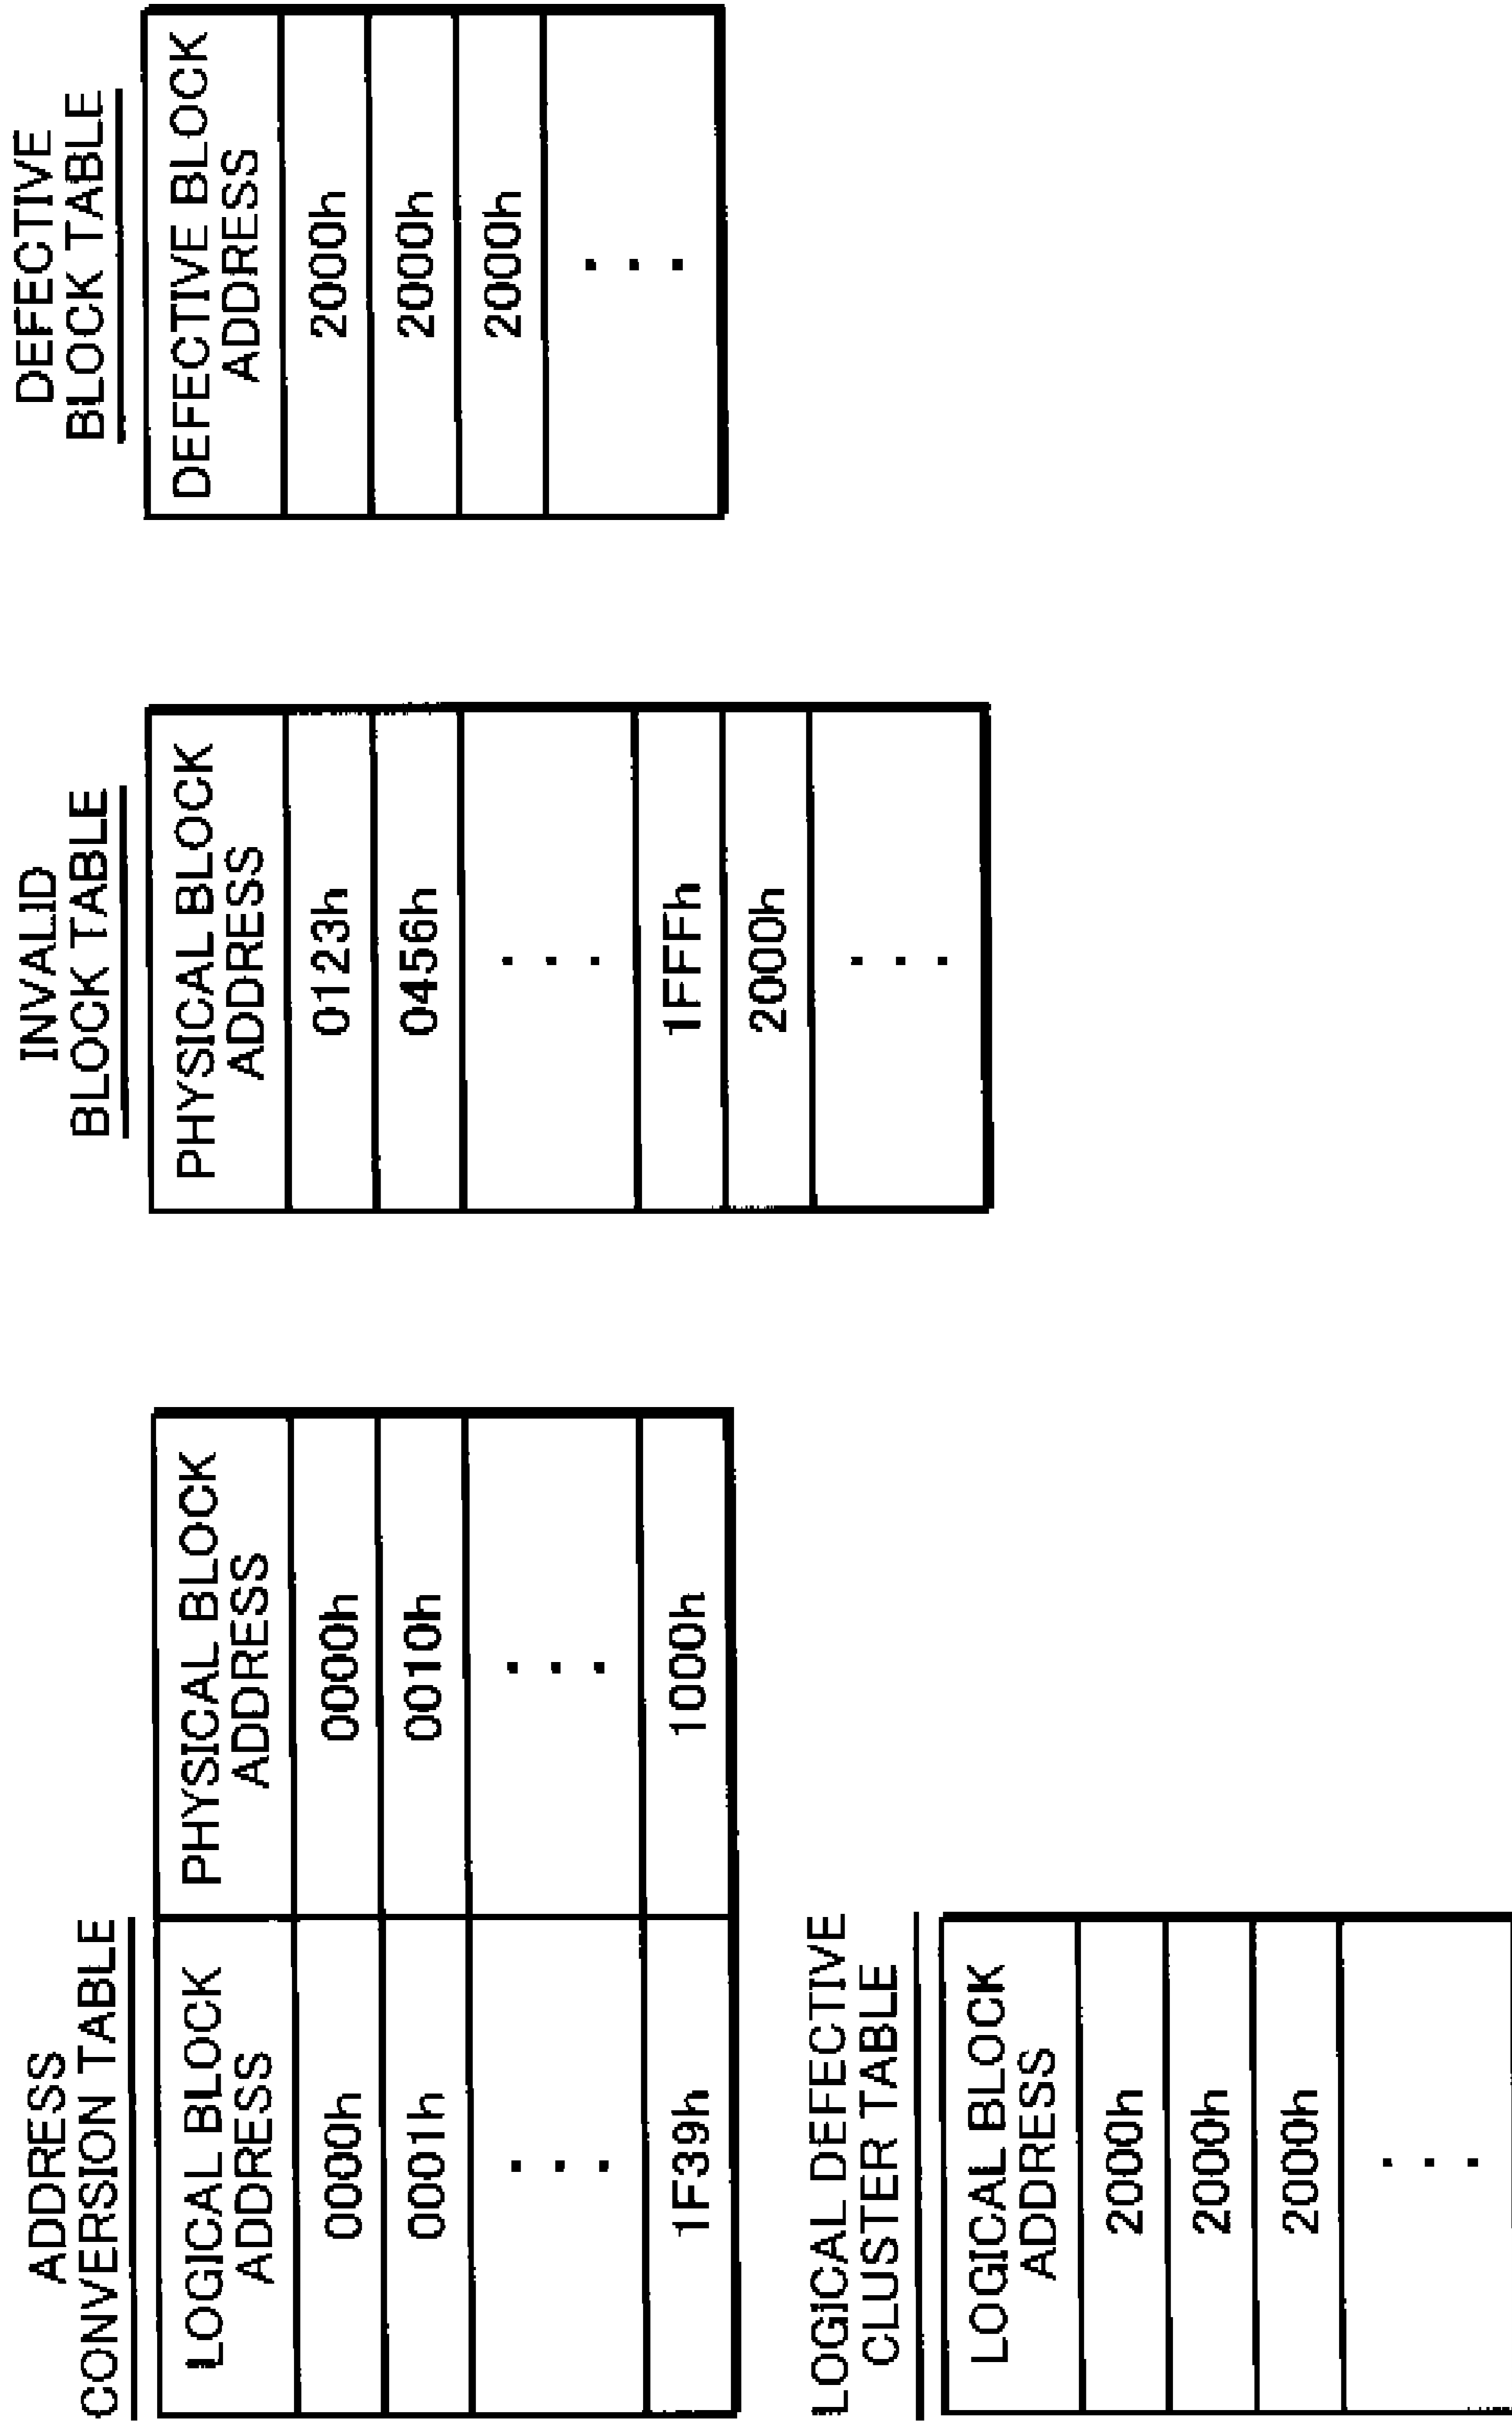 ADDRESS
CONVERSION TABLE
LOGICAL BLOCK
ADDRESS
PHYSICAL BLOCK
ADDRESS
0000h
0000h
0001h
0010h
...
...
1F39h
1000h
INVALID
BLOCK TABLE
PHYSICAL BLOCK
ADDRESS
0123h
0456h
...
1FFFh
2000h
...
DEFECTIVE
BLOCK TABLE
DEFECTIVE BLOCK
ADDRESS
2000h
2000h
2000h
...
LOGICAL DEFECTIVE
CLUSTER TABLE
LOGICAL BLOCK
ADDRESS
2000h
2000h
2000h
...